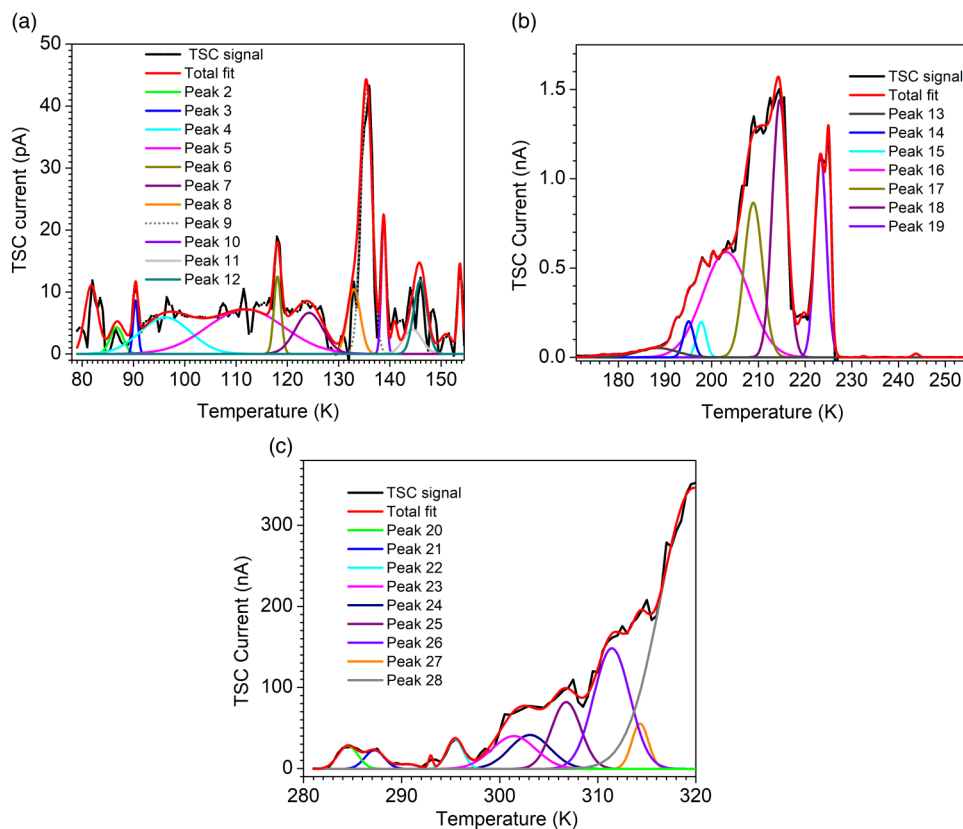 (a)
50
40
30
20
10
0
TSC current (pA)
TSC signal
Total fit
Peak 2
Peak 3
Peak 4
Peak 5
Peak 6
Peak 7
Peak 8
Peak 9
Peak 10
Peak 11
Peak 12
80 90 100 110 120 130 140 150
Temperature (K)
(b)
1.5
1.0
0.5
0.0
TSC Current (nA)
TSC signal
Total fit
Peak 13
Peak 14
Peak 15
Peak 16
Peak 17
Peak 18
Peak 19
180 190 200 210 220 230 240 250
Temperature (K)
(c)
300
200
100
0
TSC Current (nA)
TSC signal
Total fit
Peak 20
Peak 21
Peak 22
Peak 23
Peak 24
Peak 25
Peak 26
Peak 27
Peak 28
280 290 300 310 320
Temperature (K)